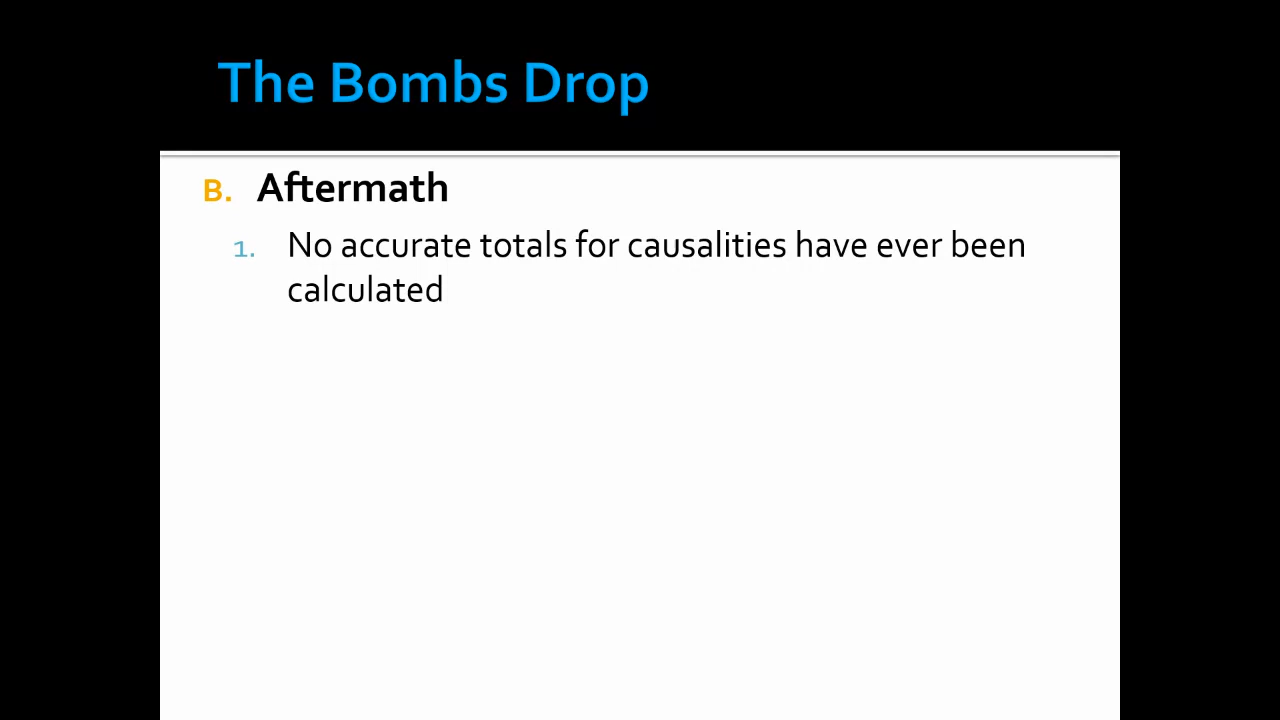 The Bombs Drop
B. Aftermath
1. No accurate totals for causalities have ever been
calculated